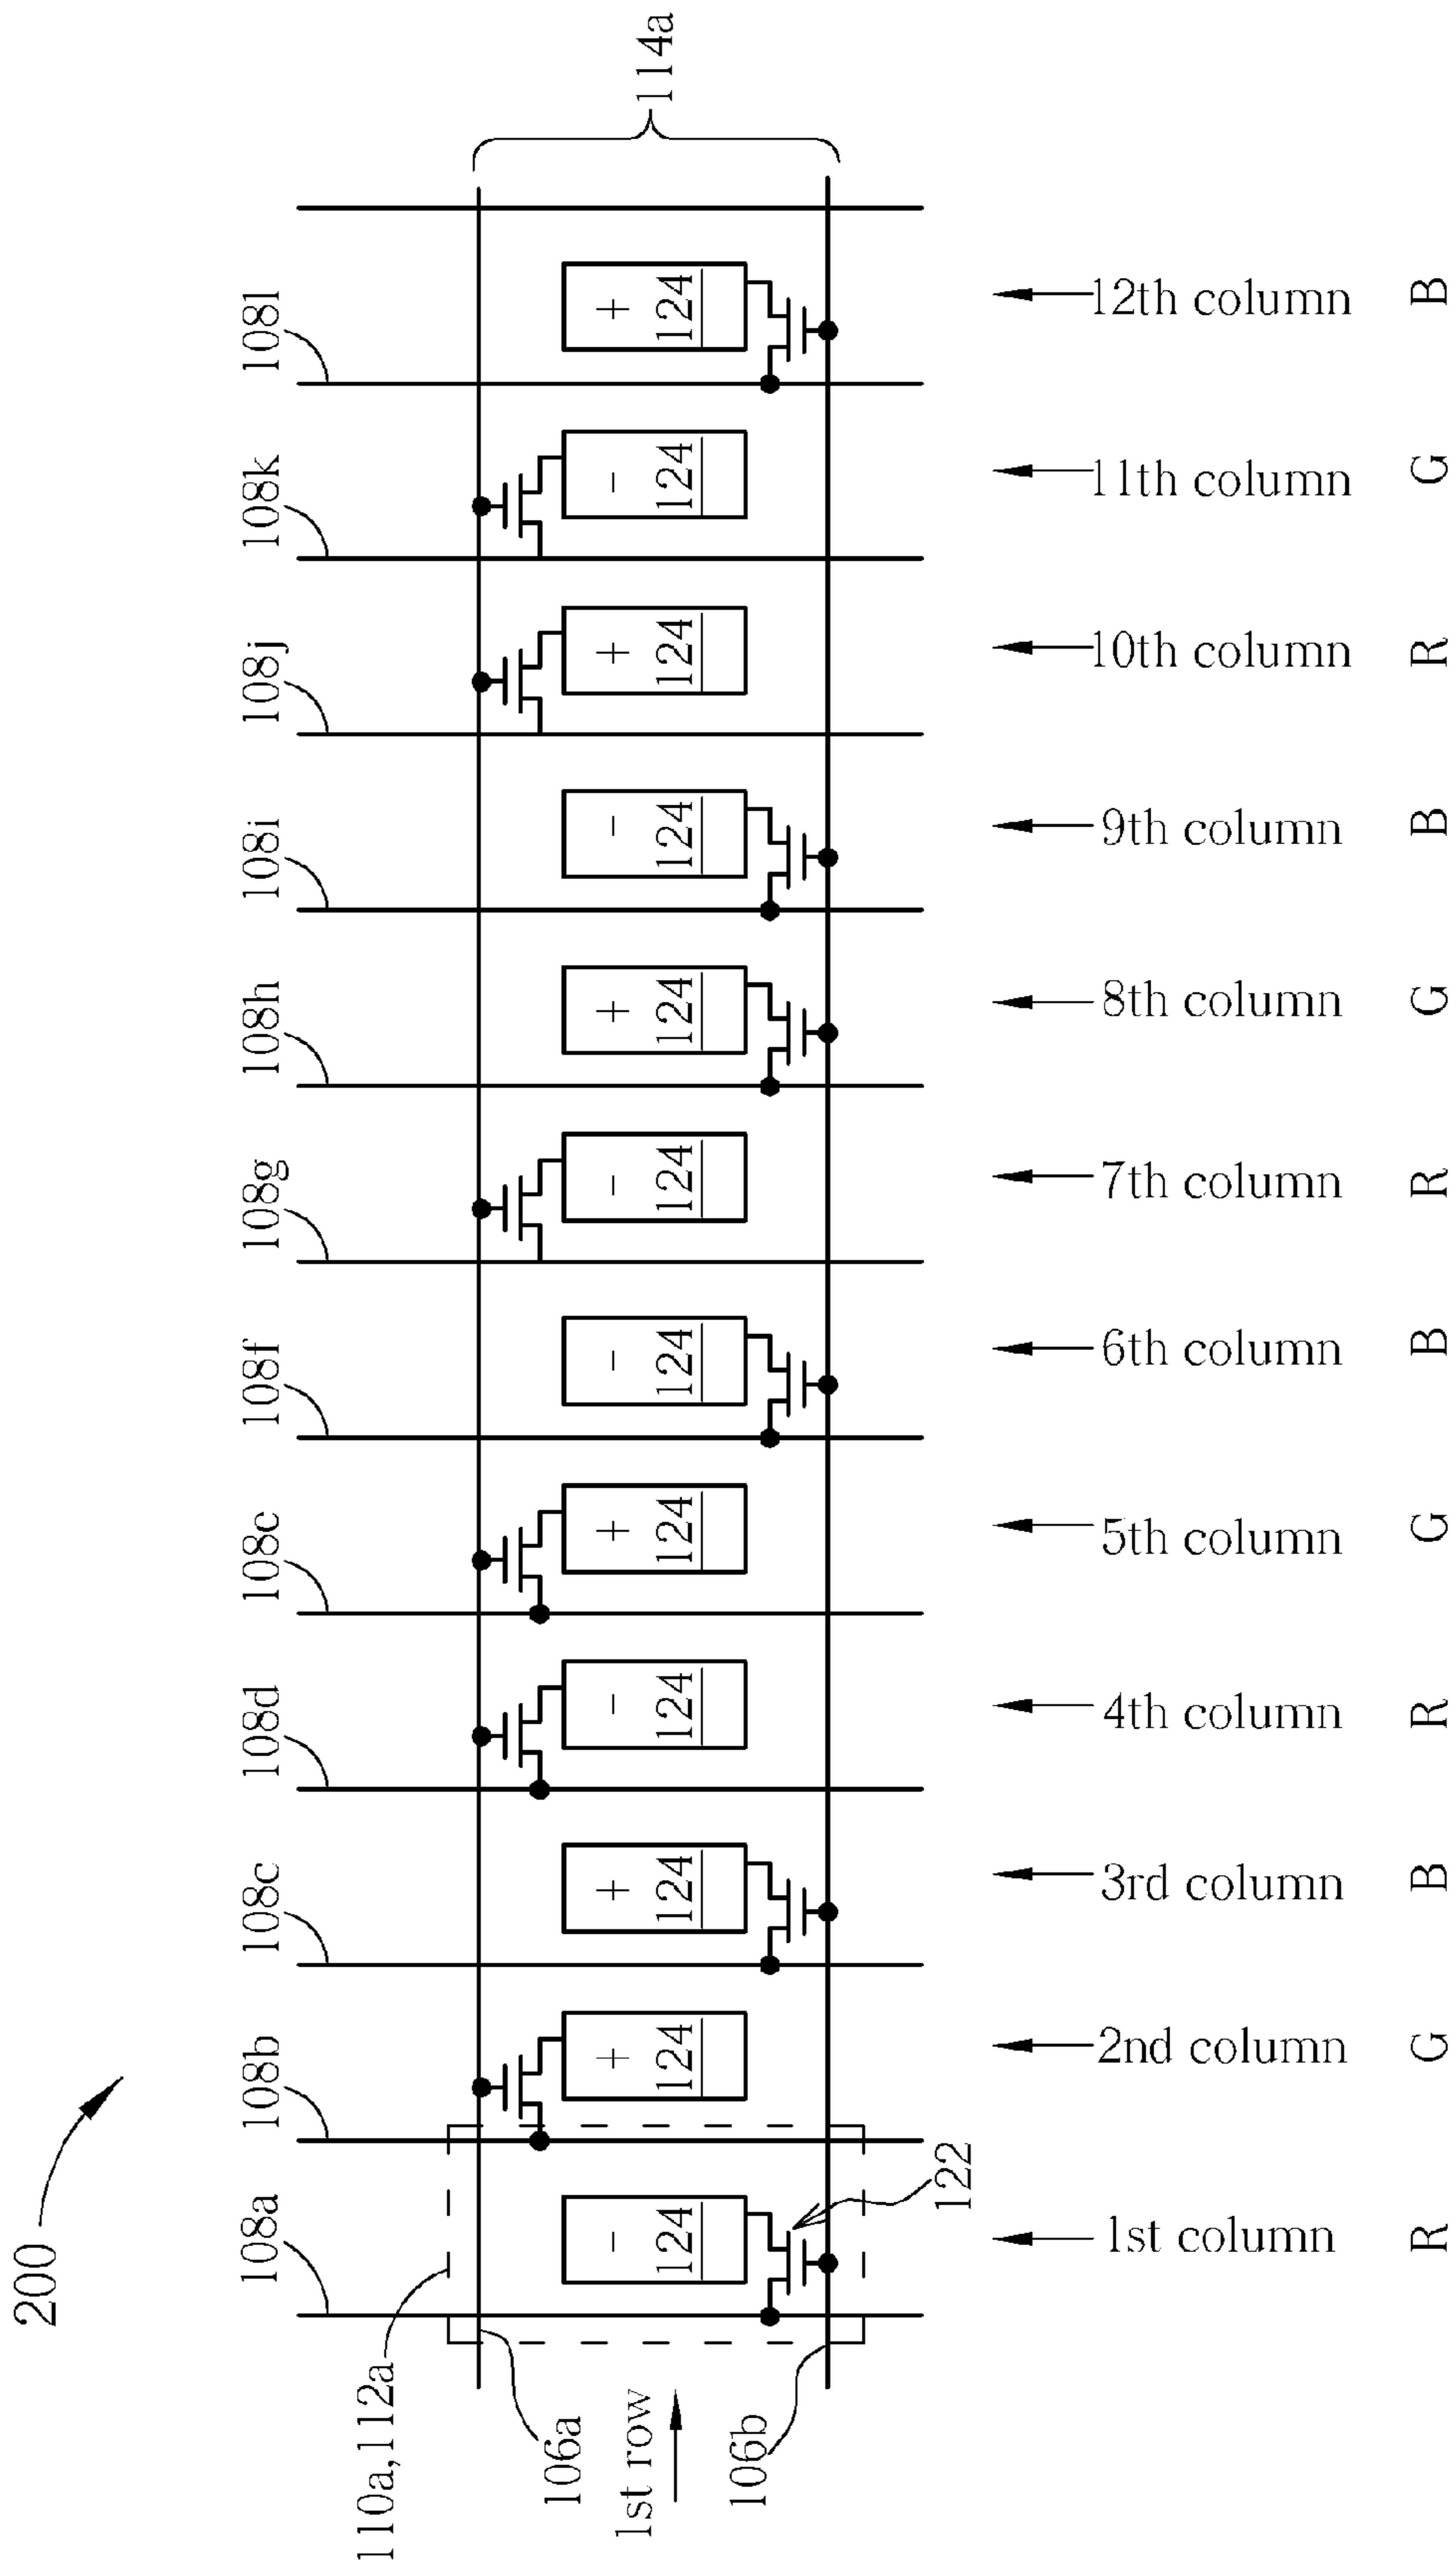 200
108a 108b 108c 108d 108c 108f 108g 108h 108i 108j 108k 108l
110a,112a
106a
1st row
106b
- + + - + - - + - + - +
124 124 124 124 124 124 124 124 124 124 124 124
114a
122
1st column 2nd column 3rd column 4th column 5th column 6th column 7th column 8th column 9th column 10th column 11th column 12th column
R G B R G B R G B R G B